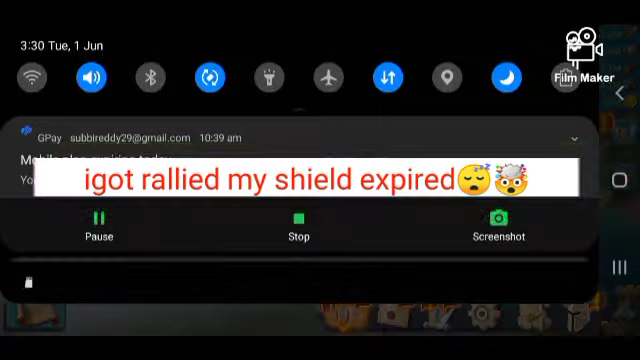 3:30 Tue, 1 Jun
Film Maker
GPay subbireddy29@gmail.com 10:39 am
igot rallied my shield expired😴🤯
Pause
Stop
Screenshot